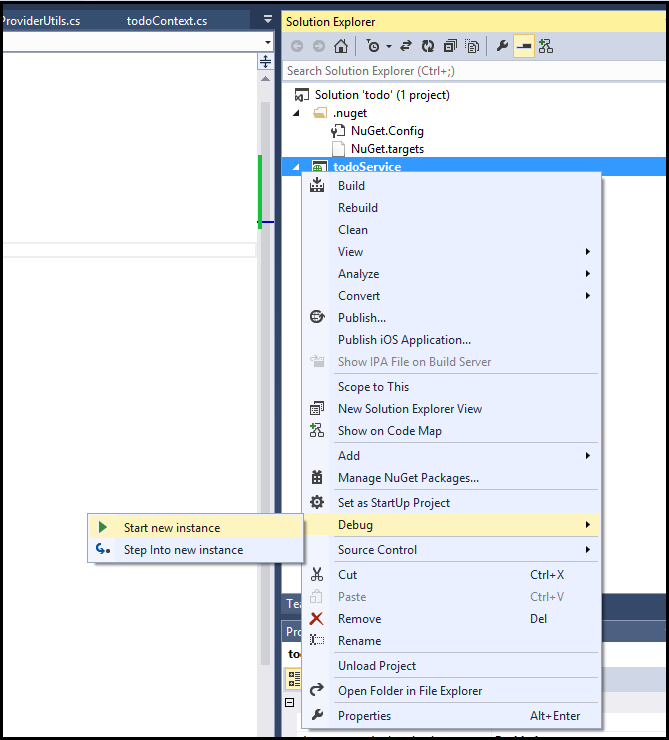 ProviderUtils.cs
todoContext.cs
Solution Explorer
Search Solution Explorer (Ctrl+;)
Solution 'todo' (1 project)
.nuget
NuGet.Config
NuGet.targets
todoService
Build
Rebuild
Clean
View
Analyze
Convert
Publish...
Publish iOS Application...
Show IPA File on Build Server
Scope to This
New Solution Explorer View
Show on Code Map
Add
Manage NuGet Packages...
Set as StartUp Project
Start new instance
Debug
Step Into new instance
Source Control
Cut Ctrl+X
Paste Ctrl+V
Remove Del
Rename
Unload Project
Open Folder in File Explorer
Properties Alt+Enter